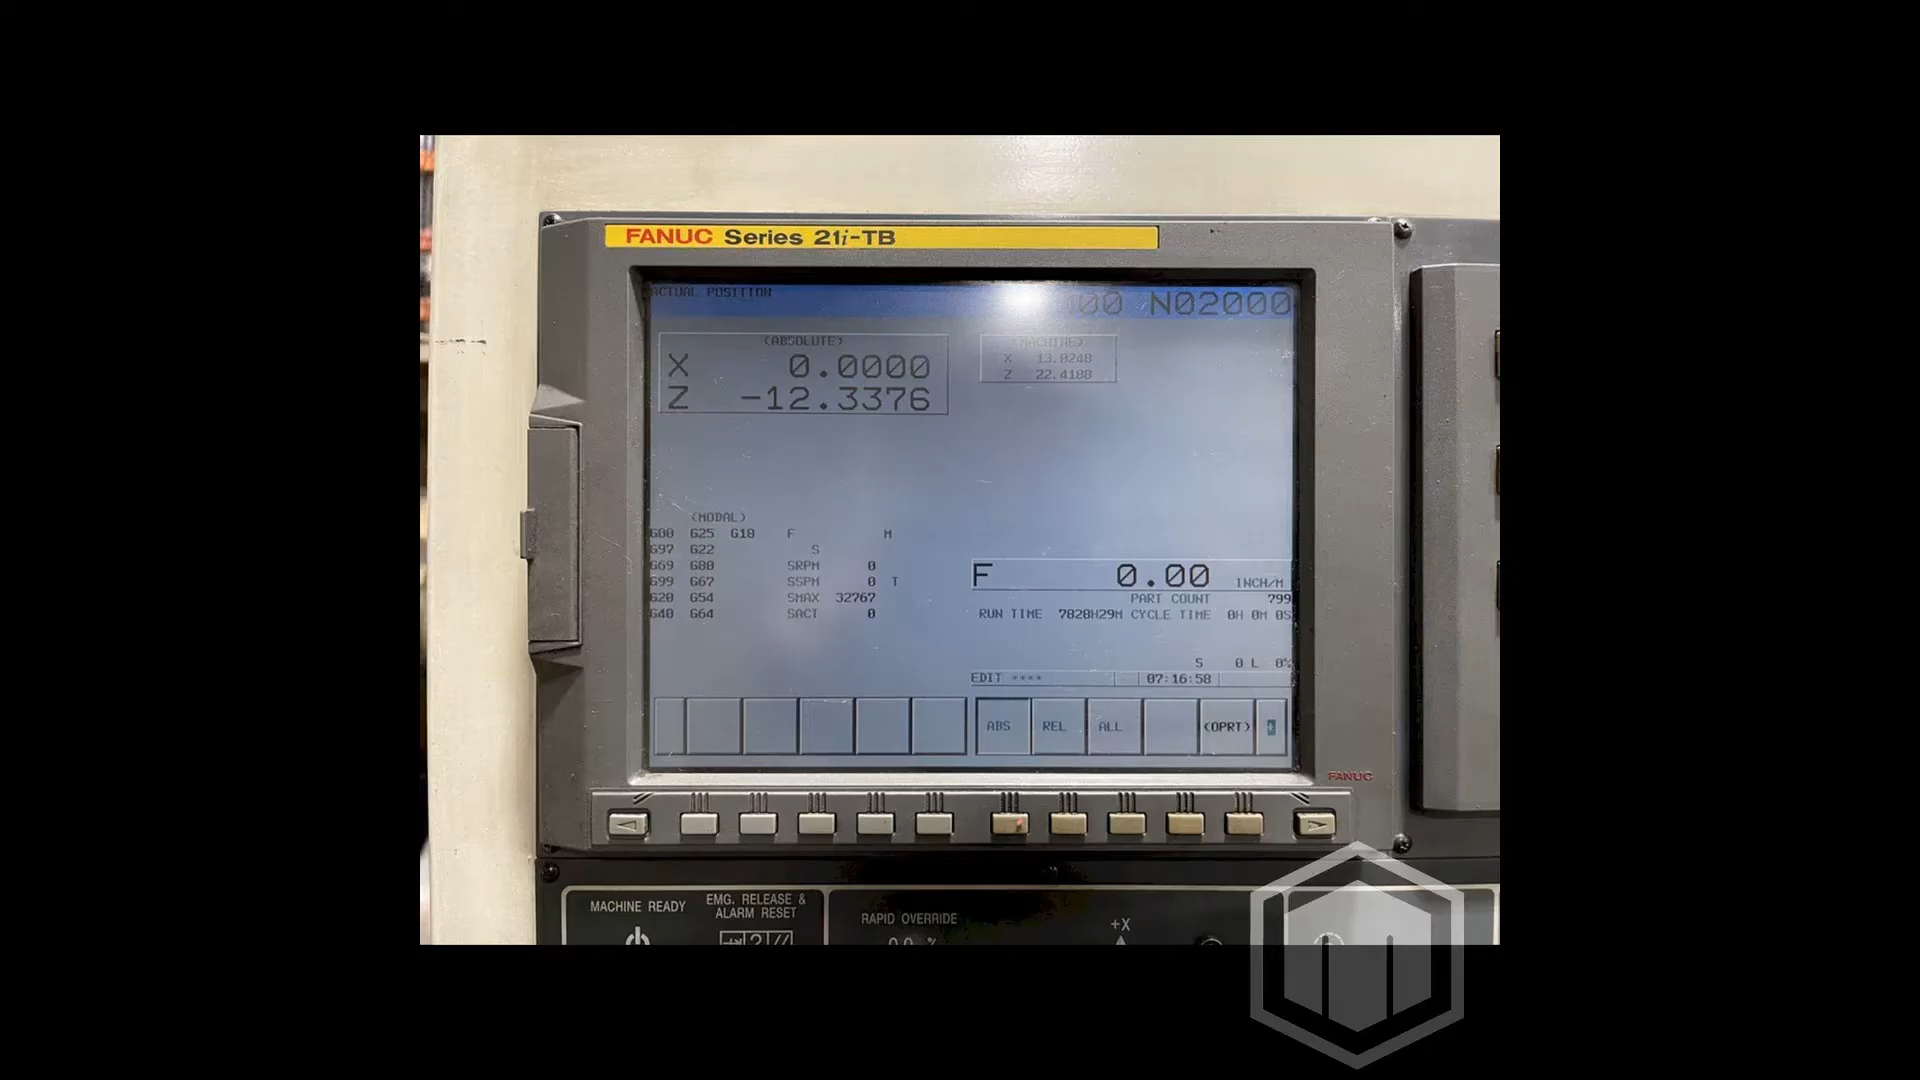 FANUC Series 21i-TB
ACTUAL POSITION
00 N02000
(ABSOLUTE)
X 0.0000
Z -12.3376
(MACHINE)
X 13.0248
Z 22.4188
(MODAL)
G00 G25 G18 F M
G97 G22 S
G69 G80 SRPM 0
G99 G67 SSPM 0 T
G20 G54 SMAX 32767
G40 G64 SACT 0
F 0.00 INCH/M
PART COUNT 799
RUN TIME 7828H29M CYCLE TIME 0H 0M 0S
S 0 L 0%
EDIT ****
07:16:58
ABS REL ALL (OPRT) +
FANUC
MACHINE READY
EMG. RELEASE &
ALARM RESET
RAPID OVERRIDE
+X